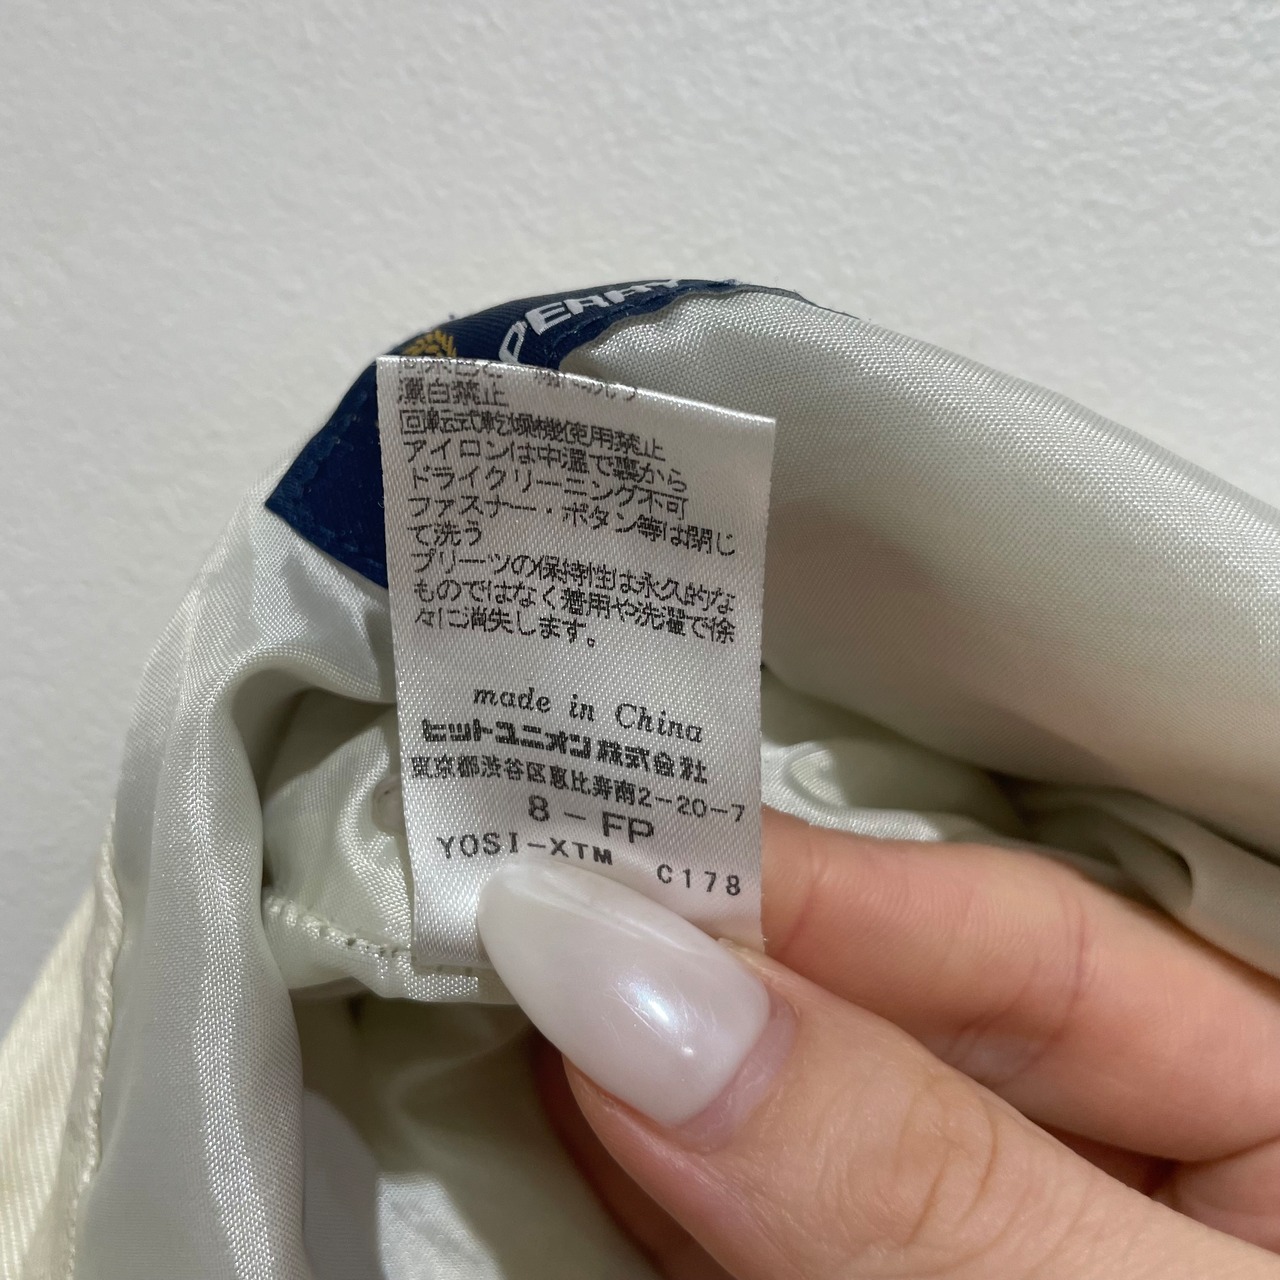 PERRY
漂白禁止
回転式乾燥機使用禁止
アイロンは中温で裏から
ドライクリーニング不可
ファスナー・ボタン等は閉じ
て洗う
プリーツの保持性は永久的な
ものではなく着用や洗濯で徐
々に消失します。
made in China
ヒットユニオン株式会社
東京都渋谷区恵比寿南2-20-7
8-FP
YOSI-XTM
C178